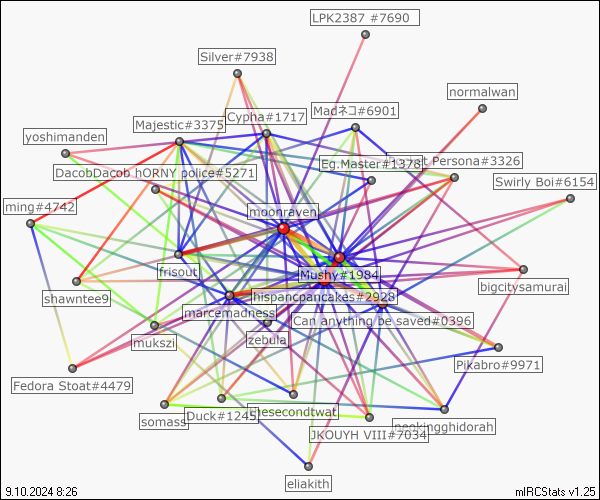 LPK2387 #7690
Silver#7938
normalwan
Madネコ#6901
Cypha#1717
Majestic#3375
yoshimanden
Eg.Master#1378
t Persona#3326
DacobDacob hORNY police#5271
Swirly Boi#6154
ming#4742
moonraven
frisout
Mushy#1984
bigcitysamurai
shawntee9
hispancpancakes#2928
marcemadness
Can anything be saved#0396
mukszi
zebula
Pikabro#9971
Fedora Stoat#4479
somass
Duck#1245
hesecondtwat
neokingghidorah
JKOUYH VIII#7034
eliakith
9.10.2024 8:26
mIRCStats v1.25